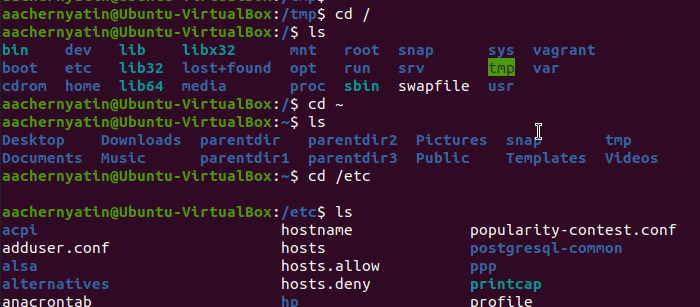 aachernyatin@Ubuntu-VirtualBox:/tmp$ cd /
aachernyatin@Ubuntu-VirtualBox:/$ ls
bin dev lib libx32 mnt root snap sys vagrant
boot etc lib32 lost+found opt run srv tmp var
cdrom home lib64 media proc sbin swapfile usr
aachernyatin@Ubuntu-VirtualBox:/$ cd ~
aachernyatin@Ubuntu-VirtualBox:~$ ls
Desktop Downloads parentdir parentdir2 Pictures snap tmp
Documents Music parentdir1 parentdir3 Public Templates Videos
aachernyatin@Ubuntu-VirtualBox:~$ cd /etc
aachernyatin@Ubuntu-VirtualBox:/etc$ ls
acpi hostname popularity-contest.conf
adduser.conf hosts postgresql-common
alsa hosts.allow ppp
alternatives hosts.deny printcap
anacrontab hp profile